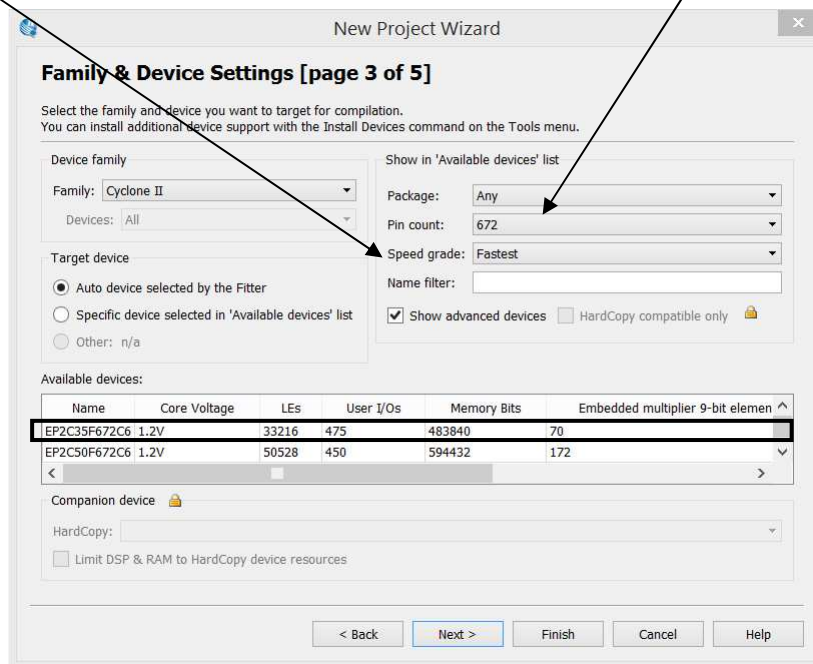 New Project Wizard
Family & Device Settings [page 3 of 5]
Select the family and device you want to target for compilation.
You can install additional device support with the Install Devices command on the Tools menu.
Device family
Family: Cyclone II
Devices: All
Target device
Auto device selected by the Fitter
Specific device selected in 'Available devices' list
Other: n/a
Show in 'Available devices' list
Package: Any
Pin count: 672
Speed grade: Fastest
Name filter:
Show advanced devices HardCopy compatible only
Available devices:
Name Core Voltage LEs User I/Os Memory Bits Embedded multiplier 9-bit elemen
EP2C35F672C6 1.2V 33216 475 483840 70
EP2C50F672C6 1.2V 50528 450 594432 172
Companion device
HardCopy:
Limit DSP & RAM to HardCopy device resources
< Back Next > Finish Cancel Help